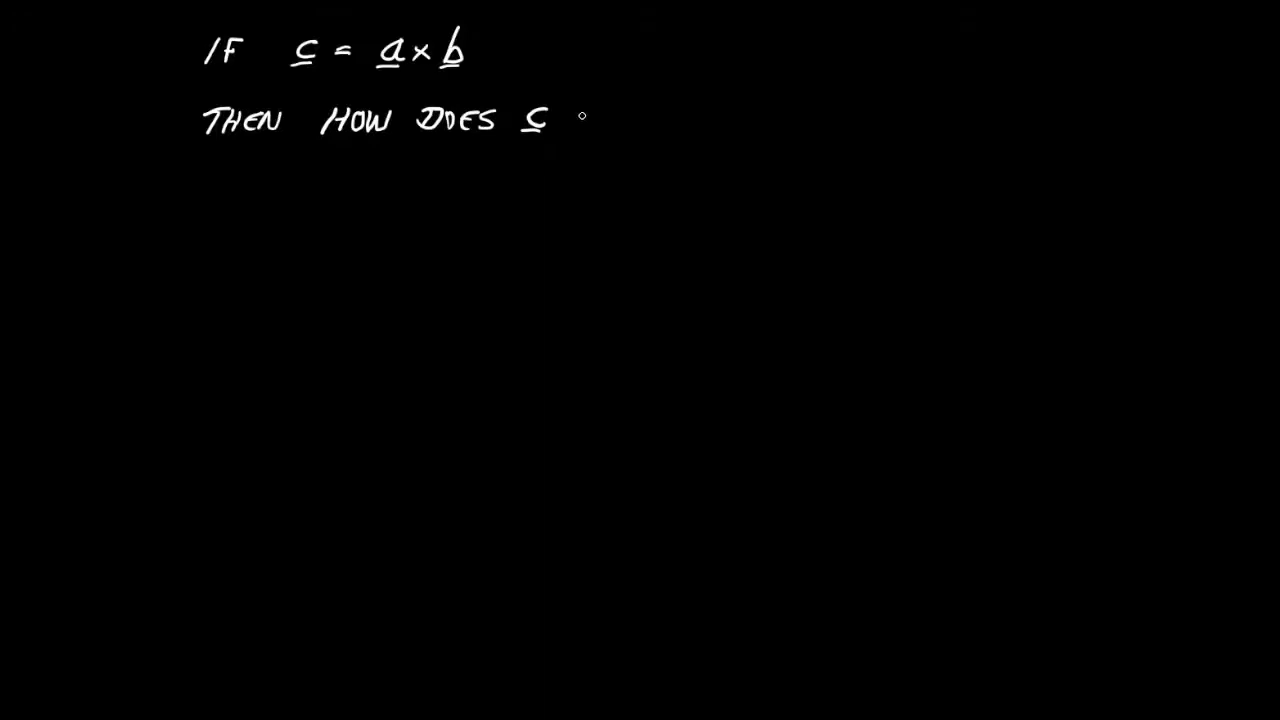 IF c = a × b
THEN HOW DOES c